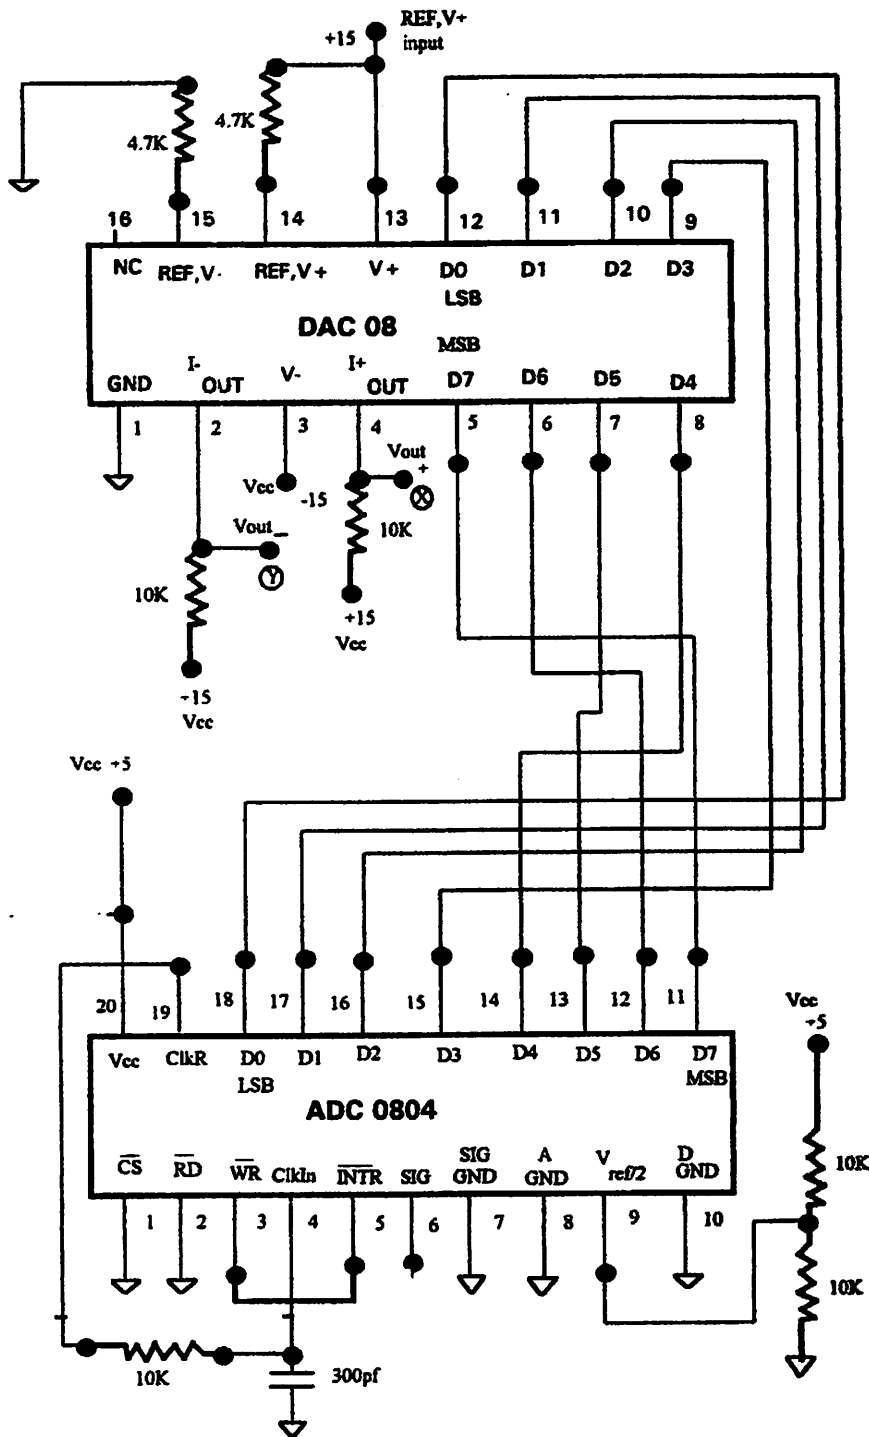 REF,V+
+15 input
4.7K 4.7K
16 15 14 13 12 11 10 9
NC REF,V- REF,V+ V+ D0 D1 D2 D3
LSB
DAC 08
MSB
GND I- OUT V- I+ OUT D7 D6 D5 D4
1 2 3 4 5 6 7 8
Vout +
X
Vcc -15
10K
Vout -
Y
10K
+15
Vcc
+15
Vcc
Vcc +5
20 19 18 17 16 15 14 13 12 11
Vcc
+5
Vcc ClkR D0 D1 D2 D3 D4 D5 D6 D7
LSB MSB
ADC 0804
CS RD WR ClkIn INTR SIG SIG GND A GND V ref/2 D GND
10K
1 2 3 4 5 6 7 8 9 10
10K
10K 300pf